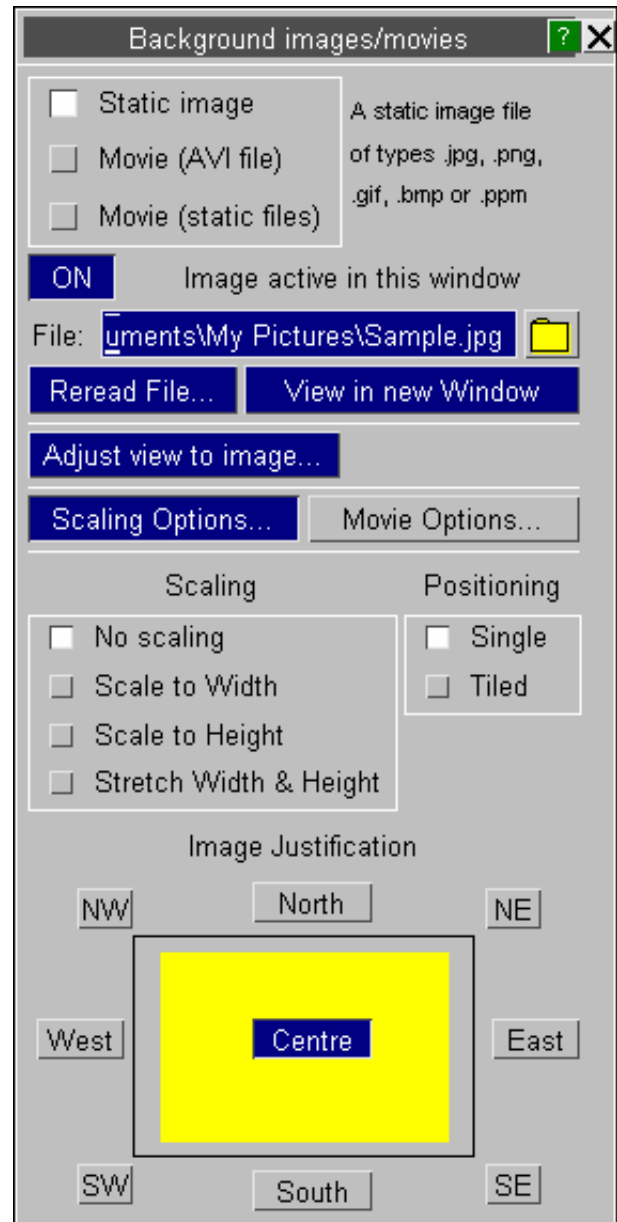 Background images/movies ?
Static image
Movie (AVI file)
Movie (static files)
A static image file
of types .jpg, .png,
.gif, .bmp or .ppm
ON Image active in this window
File: uments\My Pictures\Sample.jpg
Reread File... View in new Window
Adjust view to image...
Scaling Options... Movie Options...
Scaling
No scaling
Scale to Width
Scale to Height
Stretch Width & Height
Positioning
Single
Tiled
Image Justification
NW North NE
West Centre East
SW South SE